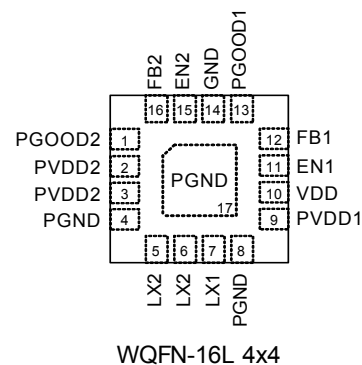 FB2
EN2
GND
PGOOD1
16
15
14
13
PGOOD2
1
12
FB1
PVDD2
2
11
EN1
PGND
PVDD2
3
10
VDD
PGND
4
17
9
PVDD1
5
6
7
8
LX2
LX2
LX1
PGND
WQFN-16L 4x4